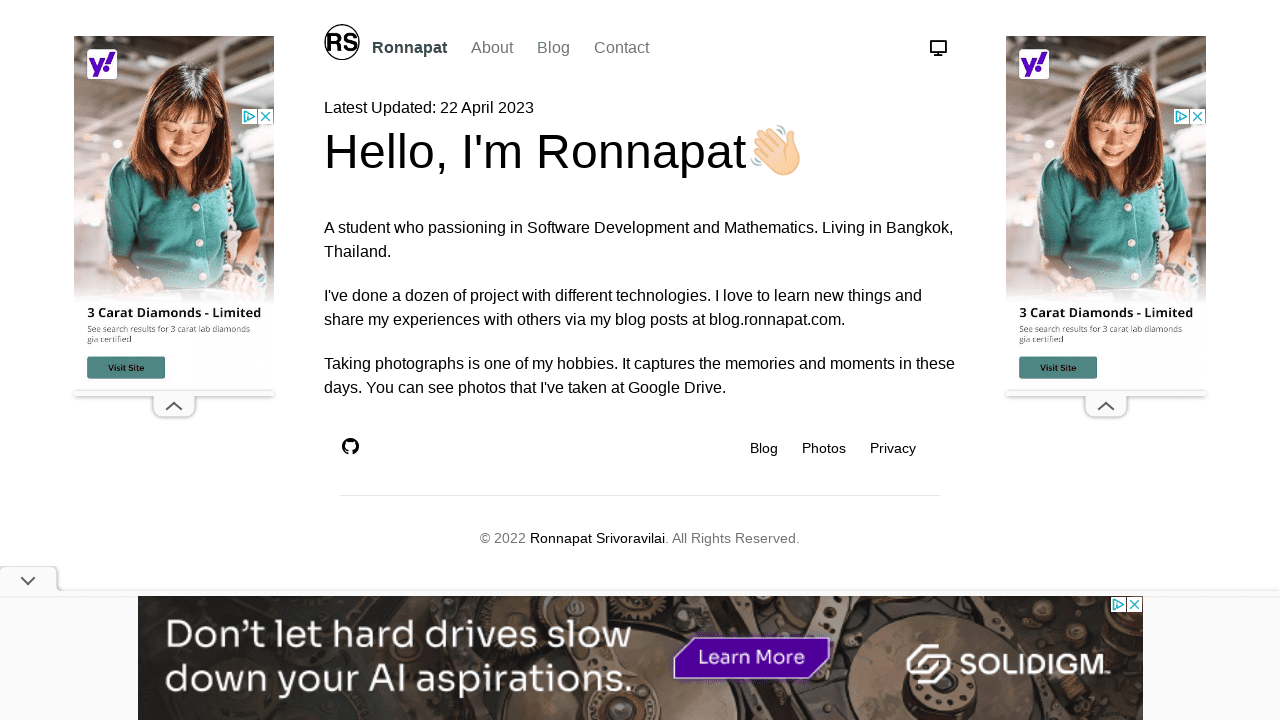 RS
Ronnapat About Blog Contact
Latest Updated: 22 April 2023
Hello, I'm Ronnapat
A student who passioning in Software Development and Mathematics. Living in Bangkok,
Thailand.
I've done a dozen of project with different technologies. I love to learn new things and
share my experiences with others via my blog posts at blog.ronnapat.com.
Taking photographs is one of my hobbies. It captures the memories and moments in these
days. You can see photos that I've taken at Google Drive.
Blog Photos Privacy
© 2022 Ronnapat Srivoravilai. All Rights Reserved.
y!
3 Carat Diamonds - Limited
See search results for 3 carat lab diamonds
gia certified
Visit Site
y!
3 Carat Diamonds - Limited
See search results for 3 carat lab diamonds
gia certified
Visit Site
Don't let hard drives slow
down your AI aspirations.
Learn More
SOLIDIGM